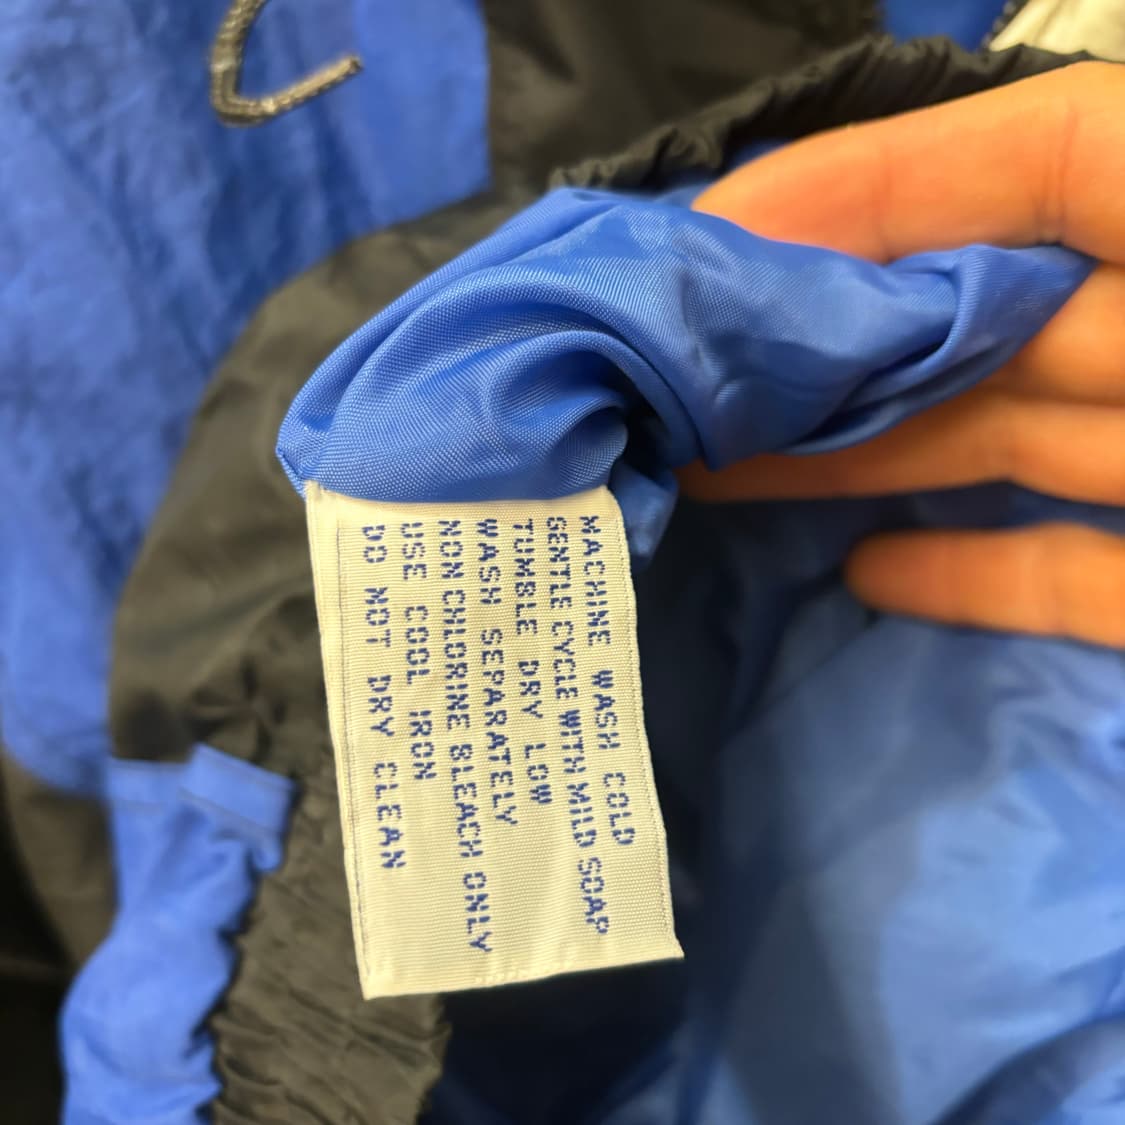 MACHINE WASH COLD
GENTLE CYCLE WITH MILD SOAP
TUMBLE DRY LOW
WASH SEPARATELY
NON CHLORINE BLEACH ONLY
USE COOL IRON
DO NOT DRY CLEAN